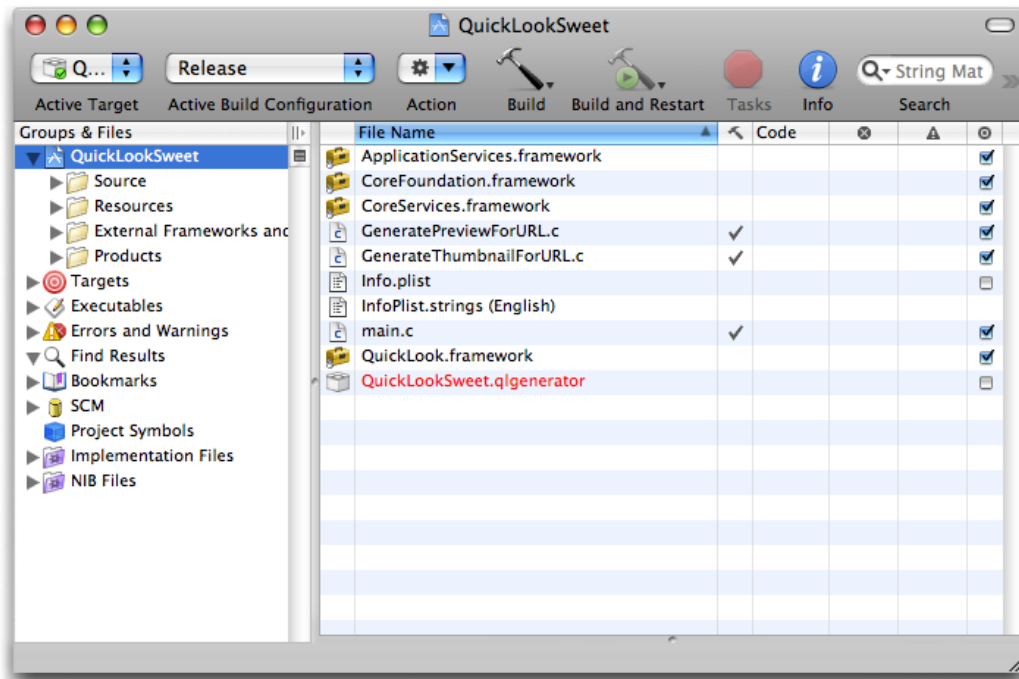 QuickLookSweet
Q... Release String Mat
Active Target Active Build Configuration Action Build Build and Restart Tasks Info Search
Groups & Files File Name Code
QuickLookSweet ApplicationServices.framework
Source CoreFoundation.framework
Resources CoreServices.framework
External Frameworks and GeneratePreviewForURL.c
Products GenerateThumbnailForURL.c
Targets Info.plist
Executables InfoPlist.strings (English)
Errors and Warnings main.c
Find Results QuickLook.framework
Bookmarks QuickLookSweet.qlgenerator
SCM
Project Symbols
Implementation Files
NIB Files